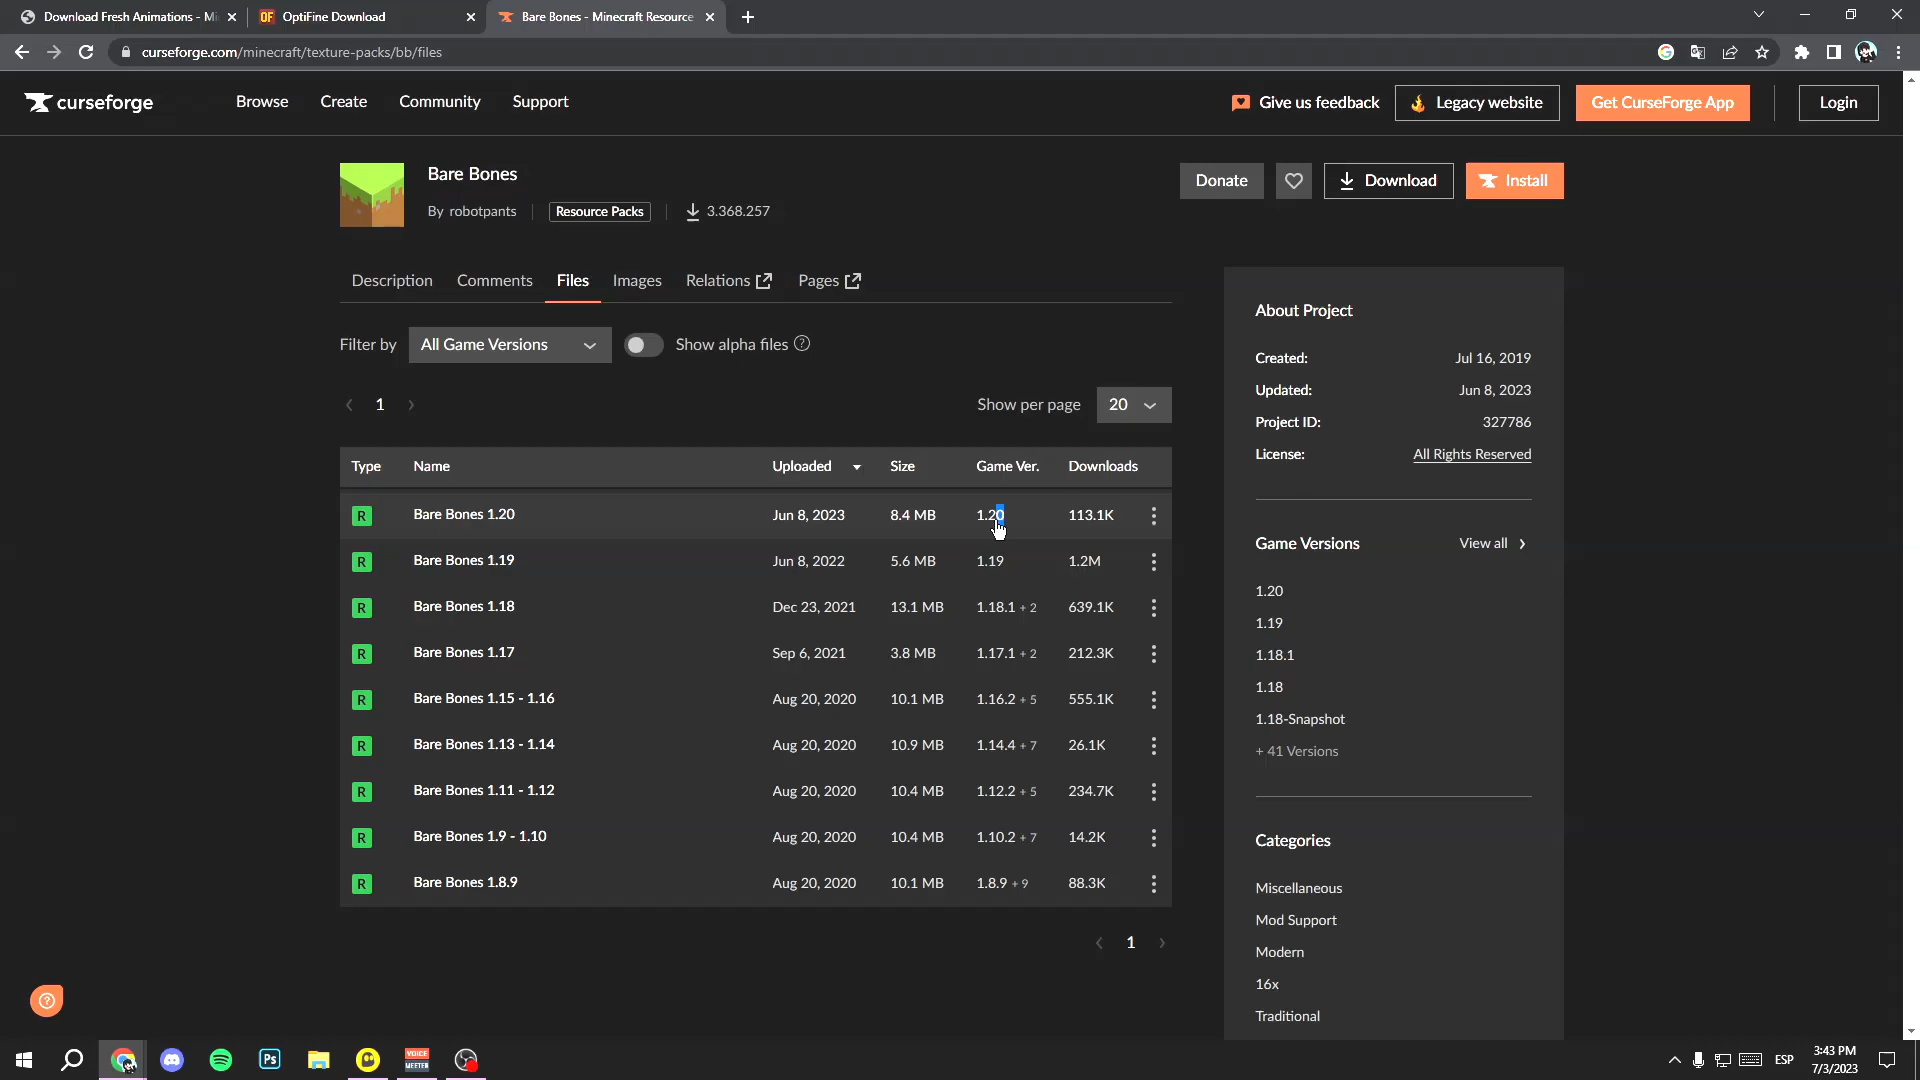 Download Fresh Animations - Mi
OptiFine Download
Bare Bones - Minecraft Resource
curseforge.com/minecraft/texture-packs/bb/files
curseforge
Browse
Create
Community
Support
Give us feedback
Legacy website
Get CurseForge App
Login
Bare Bones
By robotpants
Resource Packs
3.368.257
Donate
Download
Install
Description
Comments
Files
Images
Relations
Pages
Filter by
All Game Versions
Show alpha files
1
Show per page
20
Type Name Uploaded Size Game Ver. Downloads
R Bare Bones 1.20 Jun 8, 2023 8.4 MB 1.20 113.1K
R Bare Bones 1.19 Jun 8, 2022 5.6 MB 1.19 1.2M
R Bare Bones 1.18 Dec 23, 2021 13.1 MB 1.18.1 + 2 639.1K
R Bare Bones 1.17 Sep 6, 2021 3.8 MB 1.17.1 + 2 212.3K
R Bare Bones 1.15 - 1.16 Aug 20, 2020 10.1 MB 1.16.2 + 5 555.1K
R Bare Bones 1.13 - 1.14 Aug 20, 2020 10.9 MB 1.14.4 + 7 26.1K
R Bare Bones 1.11 - 1.12 Aug 20, 2020 10.4 MB 1.12.2 + 5 234.7K
R Bare Bones 1.9 - 1.10 Aug 20, 2020 10.4 MB 1.10.2 + 7 14.2K
R Bare Bones 1.8.9 Aug 20, 2020 10.1 MB 1.8.9 + 9 88.3K
1
About Project
Created: Jul 16, 2019
Updated: Jun 8, 2023
Project ID: 327786
License: All Rights Reserved
Game Versions View all
1.20
1.19
1.18.1
1.18
1.18-Snapshot
+ 41 Versions
Categories
Miscellaneous
Mod Support
Modern
16x
Traditional
Ps
VOICE
MEETER
ESP
3:43 PM
7/3/2023